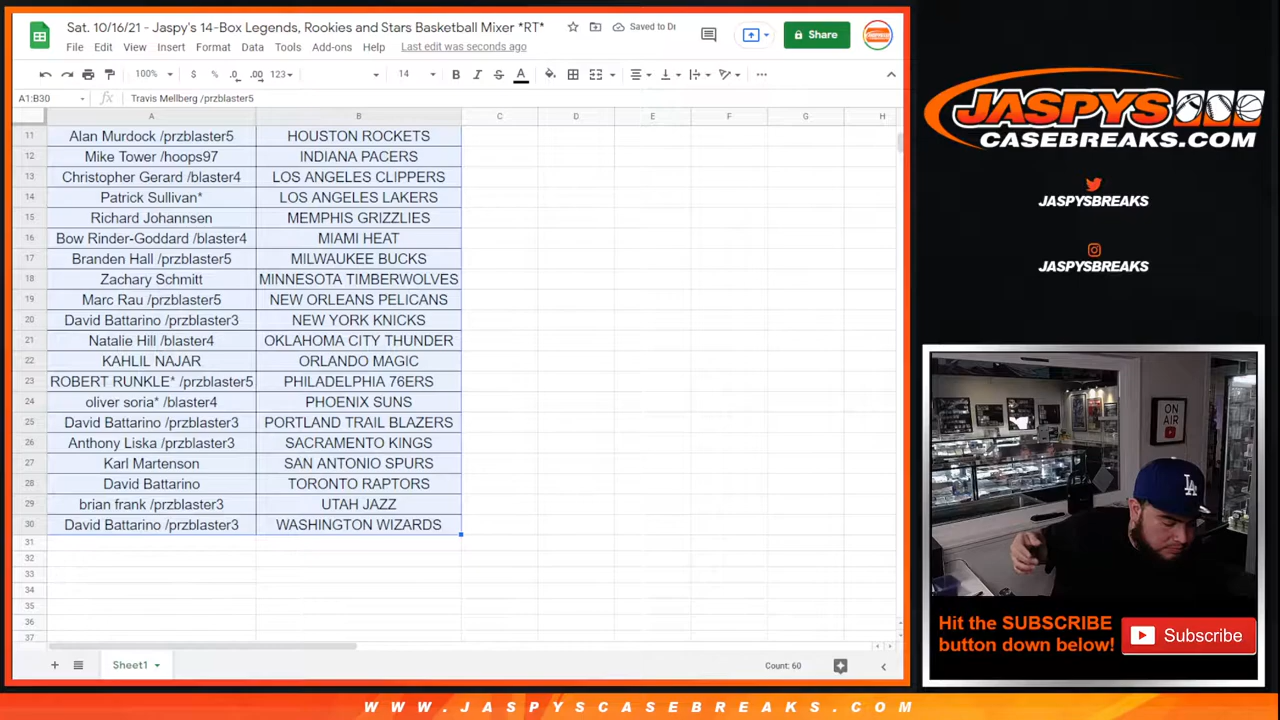 Sat. 10/16/21 - Jaspy's 14-Box Legends, Rookies and Stars Basketball Mixer *RT*
Saved to Dr
Share
File Edit View Insert Format Data Tools Add-ons Help Last edit was seconds ago
100% $ % .0 .00 123 14 B I S A
A1:B30 fx Travis Mellberg /przblaster5
A B C D E F G H
11 Alan Murdock /przblaster5 HOUSTON ROCKETS
12 Mike Tower /hoops97 INDIANA PACERS
13 Christopher Gerard /blaster4 LOS ANGELES CLIPPERS
14 Patrick Sullivan* LOS ANGELES LAKERS
15 Richard Johannsen MEMPHIS GRIZZLIES
16 Bow Rinder-Goddard /blaster4 MIAMI HEAT
17 Branden Hall /przblaster5 MILWAUKEE BUCKS
18 Zachary Schmitt MINNESOTA TIMBERWOLVES
19 Marc Rau /przblaster5 NEW ORLEANS PELICANS
20 David Battarino /przblaster3 NEW YORK KNICKS
21 Natalie Hill /blaster4 OKLAHOMA CITY THUNDER
22 KAHLIL NAJAR ORLANDO MAGIC
23 ROBERT RUNKLE* /przblaster5 PHILADELPHIA 76ERS
24 oliver soria* /blaster4 PHOENIX SUNS
25 David Battarino /przblaster3 PORTLAND TRAIL BLAZERS
26 Anthony Liska /przblaster3 SACRAMENTO KINGS
27 Karl Martenson SAN ANTONIO SPURS
28 David Battarino TORONTO RAPTORS
29 brian frank /przblaster3 UTAH JAZZ
30 David Battarino /przblaster3 WASHINGTON WIZARDS
31
32
33
34
35
36
37
Sheet1
Count: 60
JASPYS
CASEBREAKS.COM
JASPYSBREAKS
JASPYSBREAKS
ON
AIR
LA
Hit the SUBSCRIBE
button down below!
Subscribe
WWW.JASPYSCASEBREAKS.COM